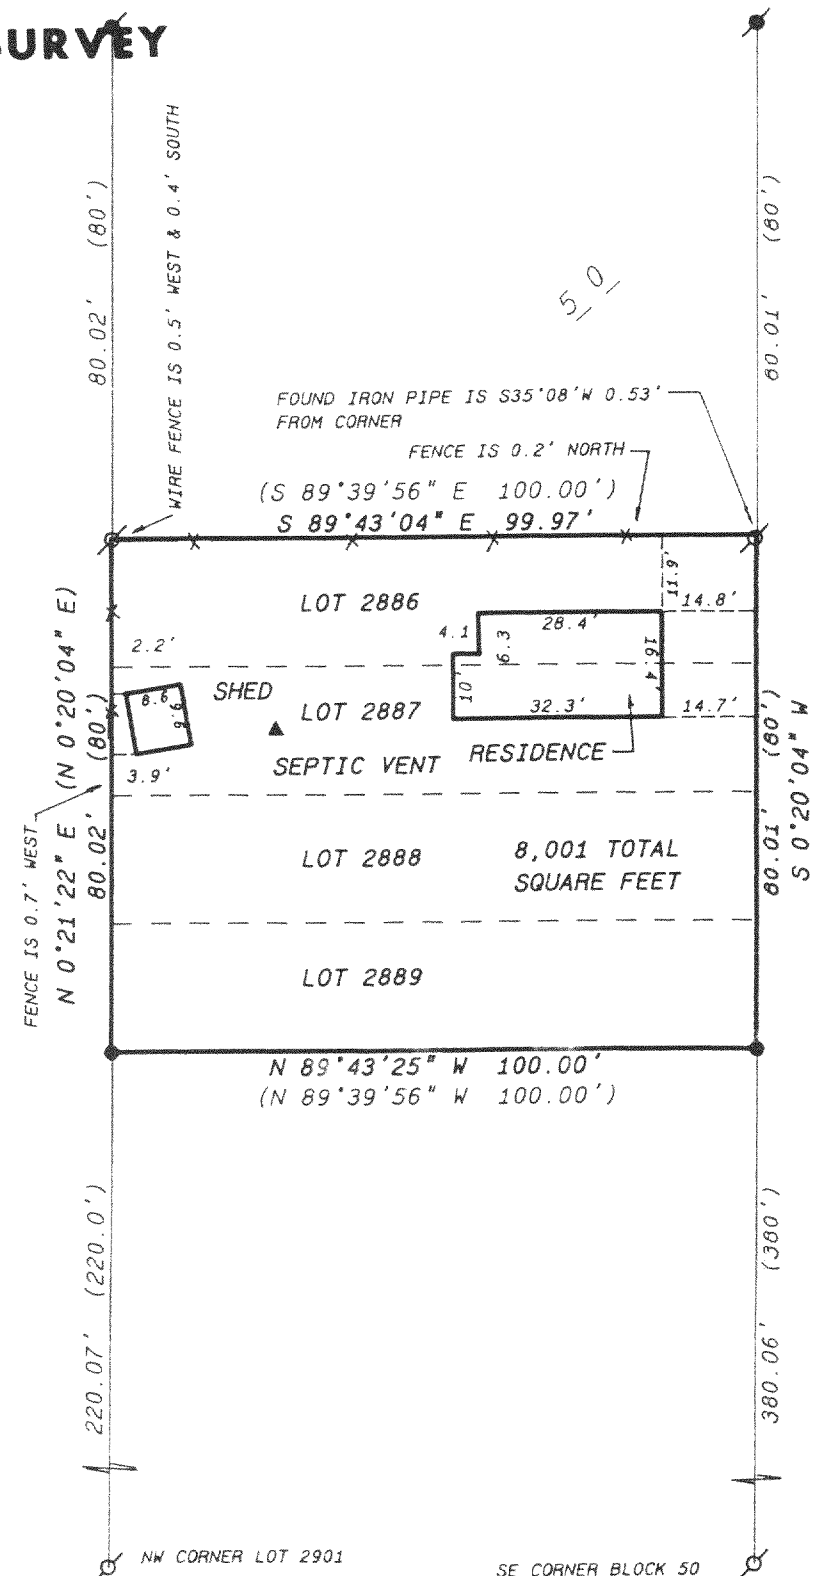 URVEY
80.02' (80')
WIRE FENCE IS 0.5' WEST & 0.4' SOUTH
80.01' (80')
50
FOUND IRON PIPE IS S35°08'W 0.53'
FROM CORNER
FENCE IS 0.2' NORTH
(S 89°39'56" E 100.00')
S 89°43'04" E 99.97'
LOT 2886
11.9'
14.8'
28.4'
4.1
6.3
16.4'
2.2'
8.6
9.6
SHED
LOT 2887
10'
32.3'
14.7'
SEPTIC VENT
RESIDENCE
3.9'
FENCE IS 0.7' WEST
N 0°21'22" E (N 0°20'04" E)
80.02' (80')
80.01' (80')
S 0°20'04" W
LOT 2888
8,001 TOTAL
SQUARE FEET
LOT 2889
N 89°43'25" W 100.00'
(N 89°39'56" W 100.00')
220.07' (220.0')
380.06' (380')
NW CORNER LOT 2901
SE CORNER BLOCK 50